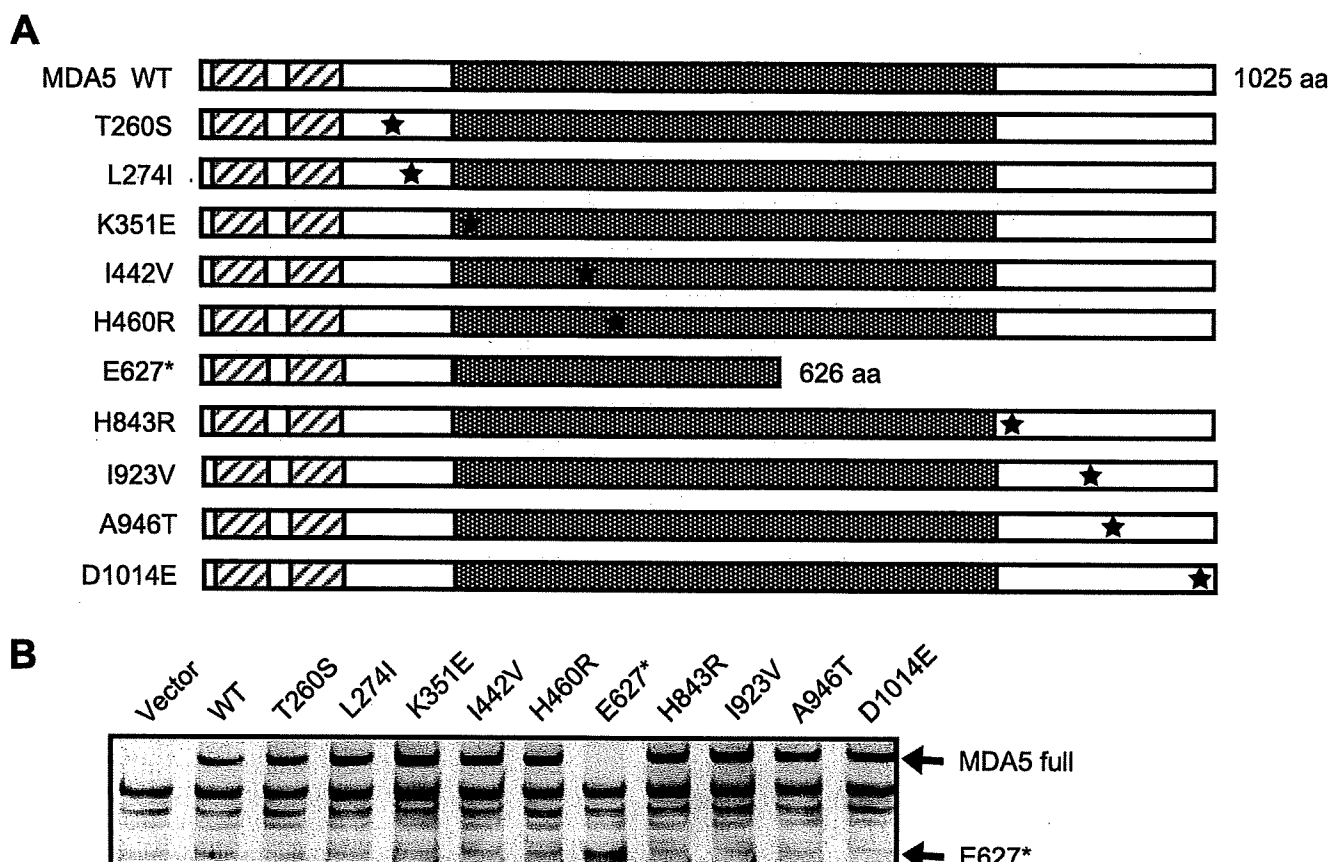 A
MDA5 WT 1025 aa
T260S
L274I
K351E
I442V
H460R
E627* 626 aa
H843R
I923V
A946T
D1014E
B
Vector WT T260S L274I K351E I442V H460R E627* H843R I923V A946T D1014E
MDA5 full
E627*